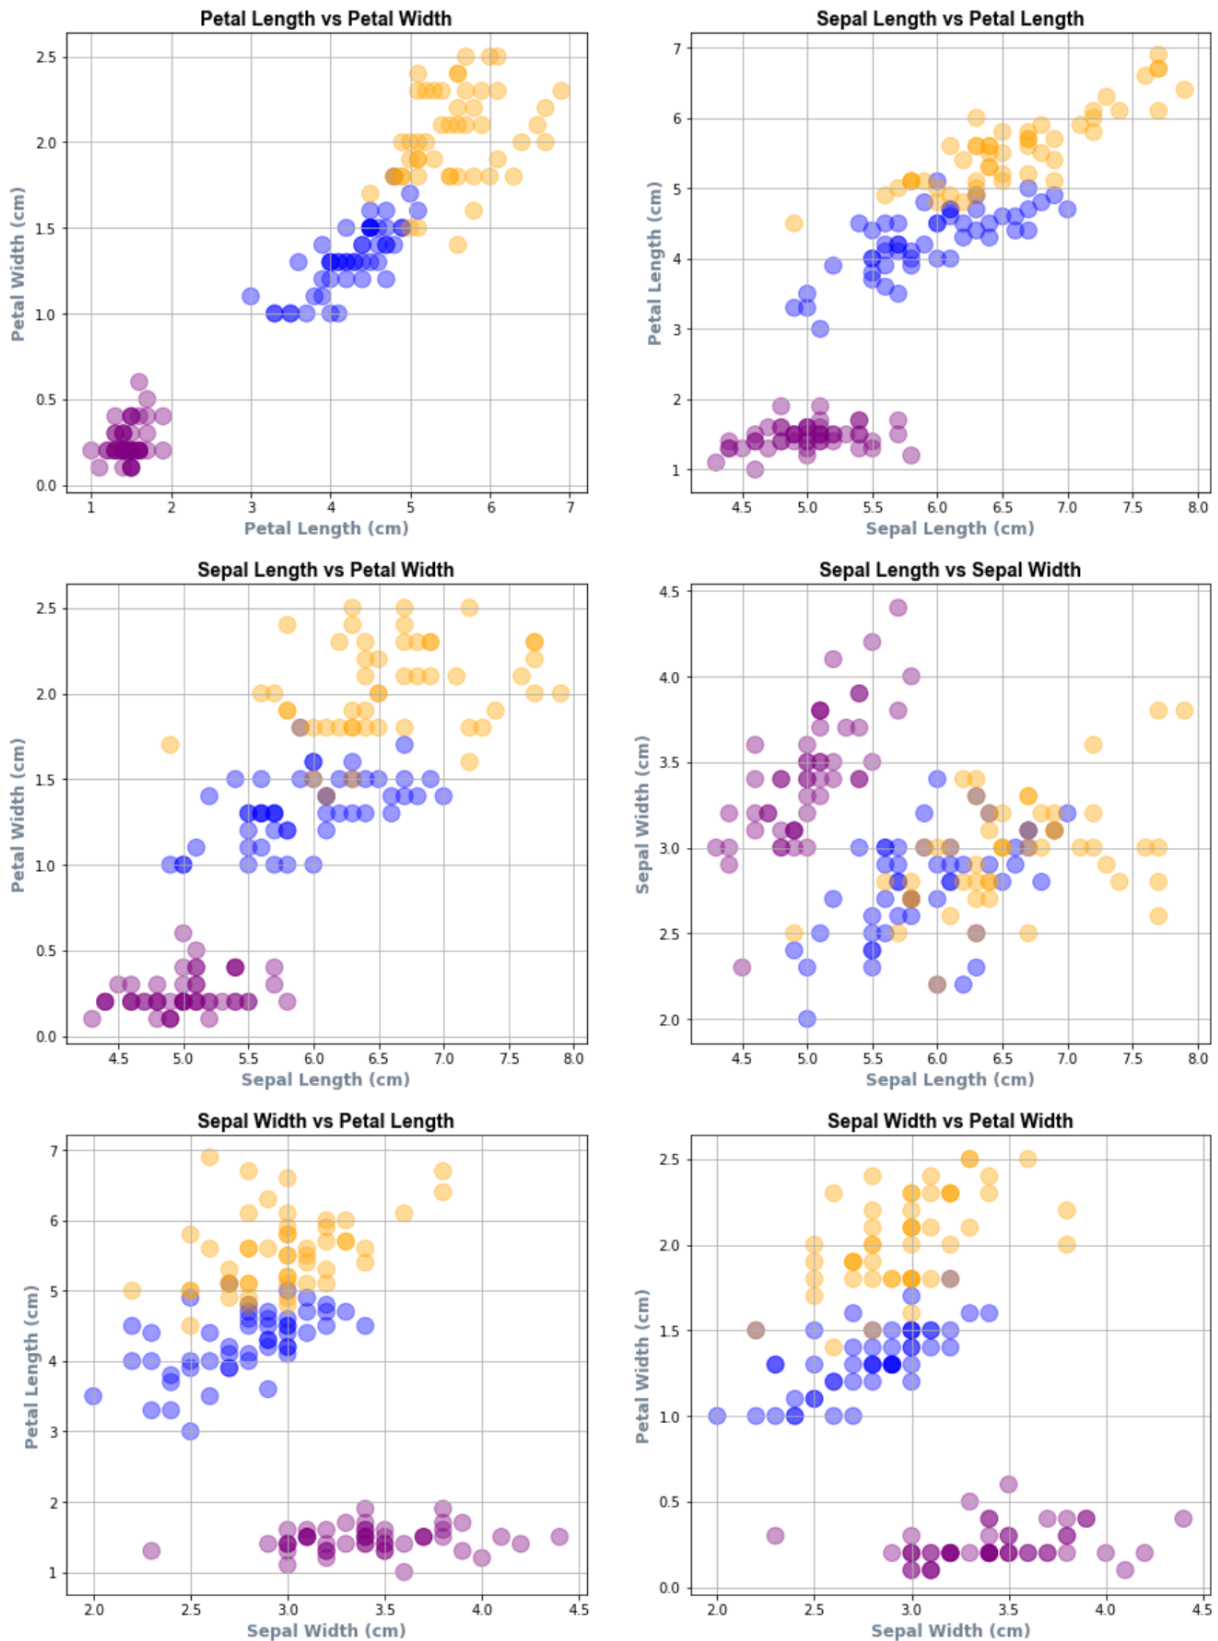 Petal Length vs Petal Width
Petal Width (cm)
2.5
2.0
1.5
1.0
0.5
0.0
1 2 3 4 5 6 7
Petal Length (cm)
Sepal Length vs Petal Length
Petal Length (cm)
7
6
5
4
3
2
1
4.5 5.0 5.5 6.0 6.5 7.0 7.5 8.0
Sepal Length (cm)
Sepal Length vs Petal Width
Petal Width (cm)
2.5
2.0
1.5
1.0
0.5
0.0
4.5 5.0 5.5 6.0 6.5 7.0 7.5 8.0
Sepal Length (cm)
Sepal Length vs Sepal Width
Sepal Width (cm)
4.5
4.0
3.5
3.0
2.5
2.0
4.5 5.0 5.5 6.0 6.5 7.0 7.5 8.0
Sepal Length (cm)
Sepal Width vs Petal Length
Petal Length (cm)
7
6
5
4
3
2
1
2.0 2.5 3.0 3.5 4.0 4.5
Sepal Width (cm)
Sepal Width vs Petal Width
Petal Width (cm)
2.5
2.0
1.5
1.0
0.5
0.0
2.0 2.5 3.0 3.5 4.0 4.5
Sepal Width (cm)